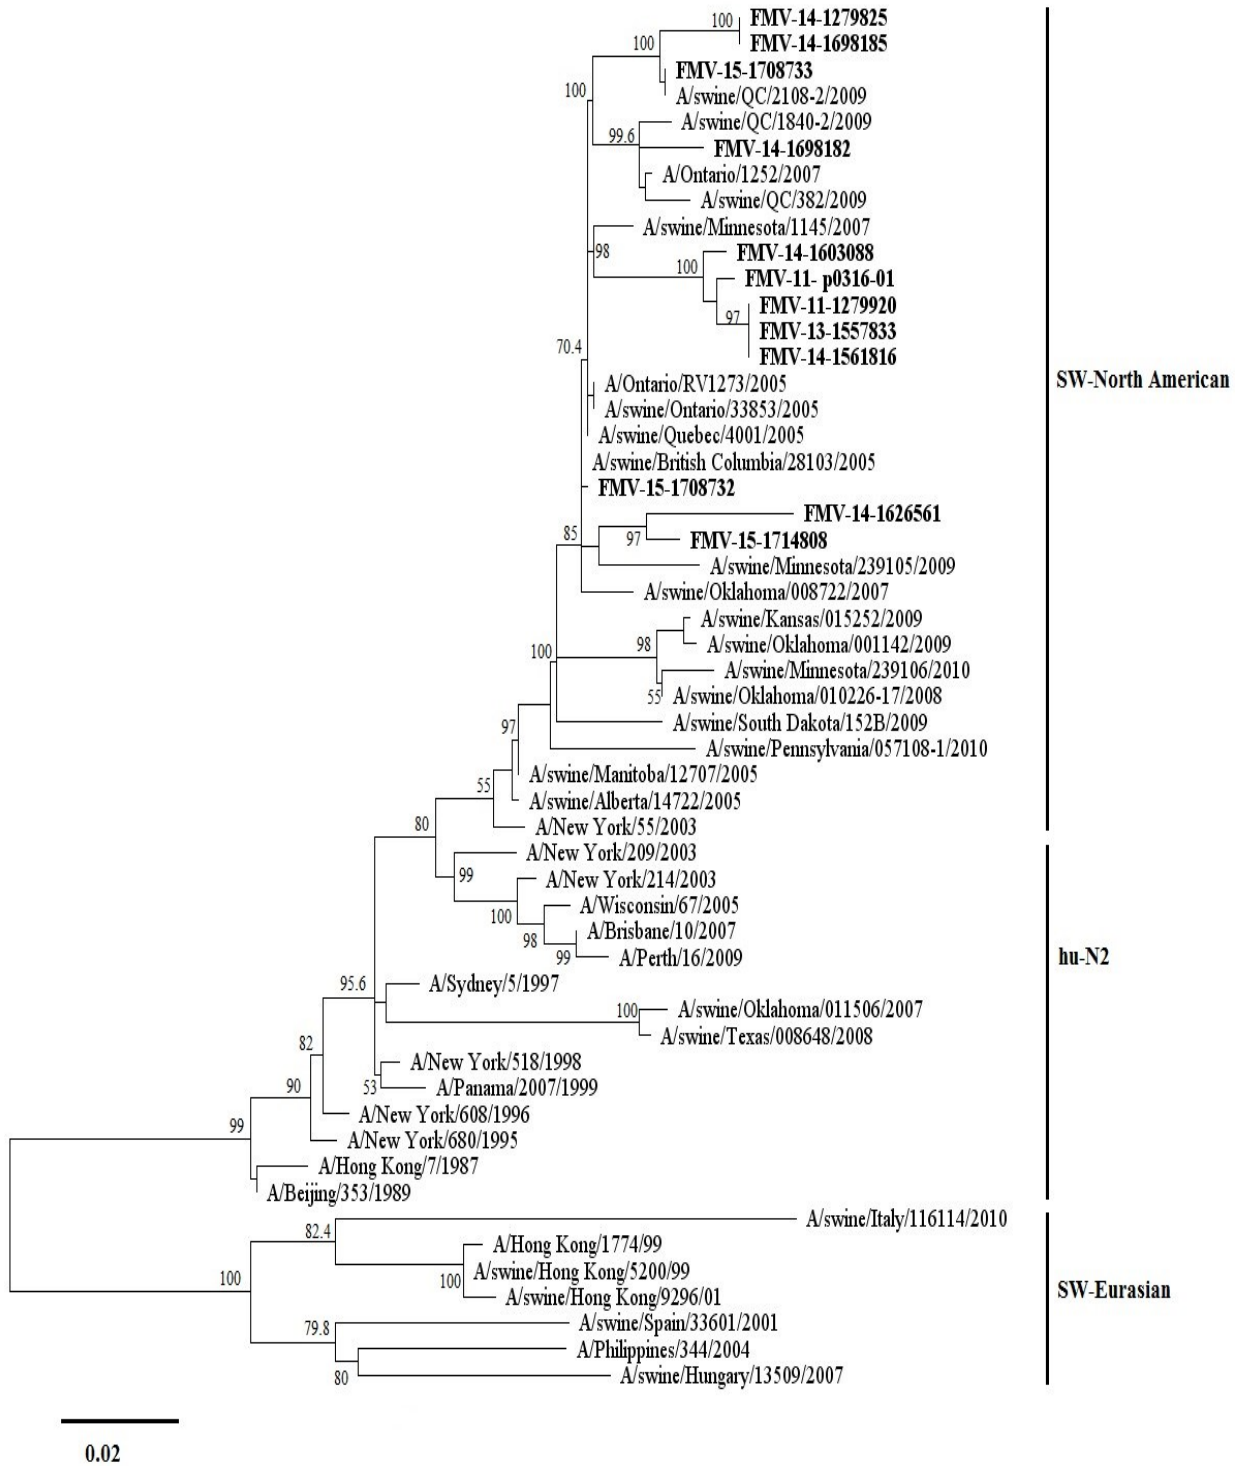 100 FMV-14-1279825
100 FMV-14-1698185
FMV-15-1708733
100 A/swine/QC/2108-2/2009
A/swine/QC/1840-2/2009
99.6 FMV-14-1698182
A/Ontario/1252/2007
A/swine/QC/382/2009
A/swine/Minnesota/1145/2007
98 FMV-14-1603088
100 FMV-11- p0316-01
FMV-11-1279920
97 FMV-13-1557833
70.4 FMV-14-1561816
SW-North American
A/Ontario/RV1273/2005
A/swine/Ontario/33853/2005
A/swine/Quebec/4001/2005
A/swine/British Columbia/28103/2005
FMV-15-1708732
FMV-14-1626561
85 97 FMV-15-1714808
A/swine/Minnesota/239105/2009
A/swine/Oklahoma/008722/2007
A/swine/Kansas/015252/2009
100 98 A/swine/Oklahoma/001142/2009
A/swine/Minnesota/239106/2010
55 A/swine/Oklahoma/010226-17/2008
97 A/swine/South Dakota/152B/2009
A/swine/Pennsylvania/057108-1/2010
55 A/swine/Manitoba/12707/2005
A/swine/Alberta/14722/2005
80 A/New York/55/2003
A/New York/209/2003
99 A/New York/214/2003
100 A/Wisconsin/67/2005
98 A/Brisbane/10/2007
99 A/Perth/16/2009
hu-N2
95.6 A/Sydney/5/1997
100 A/swine/Oklahoma/011506/2007
82 A/swine/Texas/008648/2008
A/New York/518/1998
90 53 A/Panama/2007/1999
99 A/New York/608/1996
A/New York/680/1995
A/Hong Kong/7/1987
A/Beijing/353/1989
82.4 A/swine/Italy/116114/2010
A/Hong Kong/1774/99
100 100 A/swine/Hong Kong/5200/99
SW-Eurasian
A/swine/Hong Kong/9296/01
79.8 A/swine/Spain/33601/2001
A/Philippines/344/2004
80 A/swine/Hungary/13509/2007
0.02